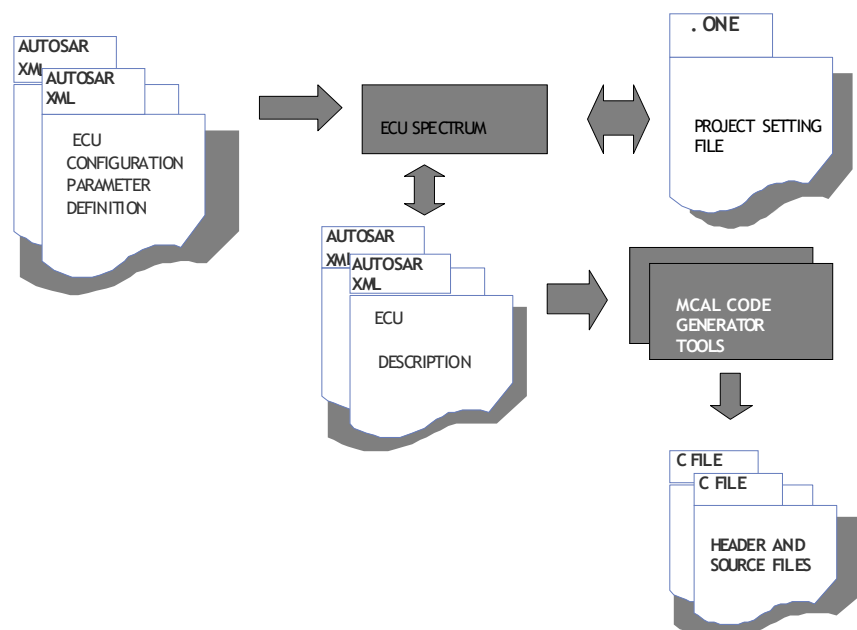 AUTOSAR
XML
AUTOSAR
XML
ECU
CONFIGURATION
PARAMETER
DEFINITION
ECU SPECTRUM
. ONE
PROJECT SETTING
FILE
AUTOSAR
XML
AUTOSAR
XML
ECU
DESCRIPTION
MCAL CODE
GENERATOR
TOOLS
C FILE
C FILE
HEADER AND
SOURCE FILES